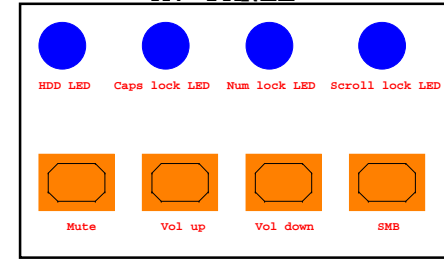 HDD LED Caps lock LED Num lock LED Scroll lock LED
Mute Vol up Vol down SMB